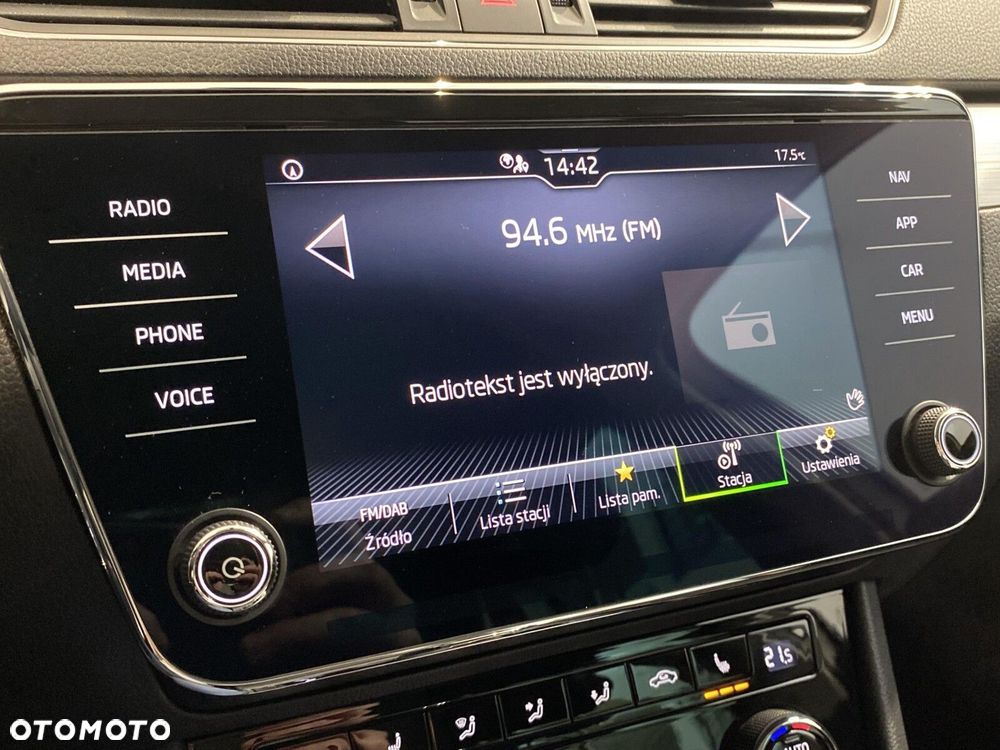 14:42
17.5°C
RADIO
MEDIA
PHONE
VOICE
94.6 MHz (FM)
Radiotekst jest wyłączony.
FM/DAB
Źródło
Lista stacji
Lista pam.
Stacja
Ustawienia
NAV
APP
CAR
MENU
21,5
AUTO
OTOMOTO